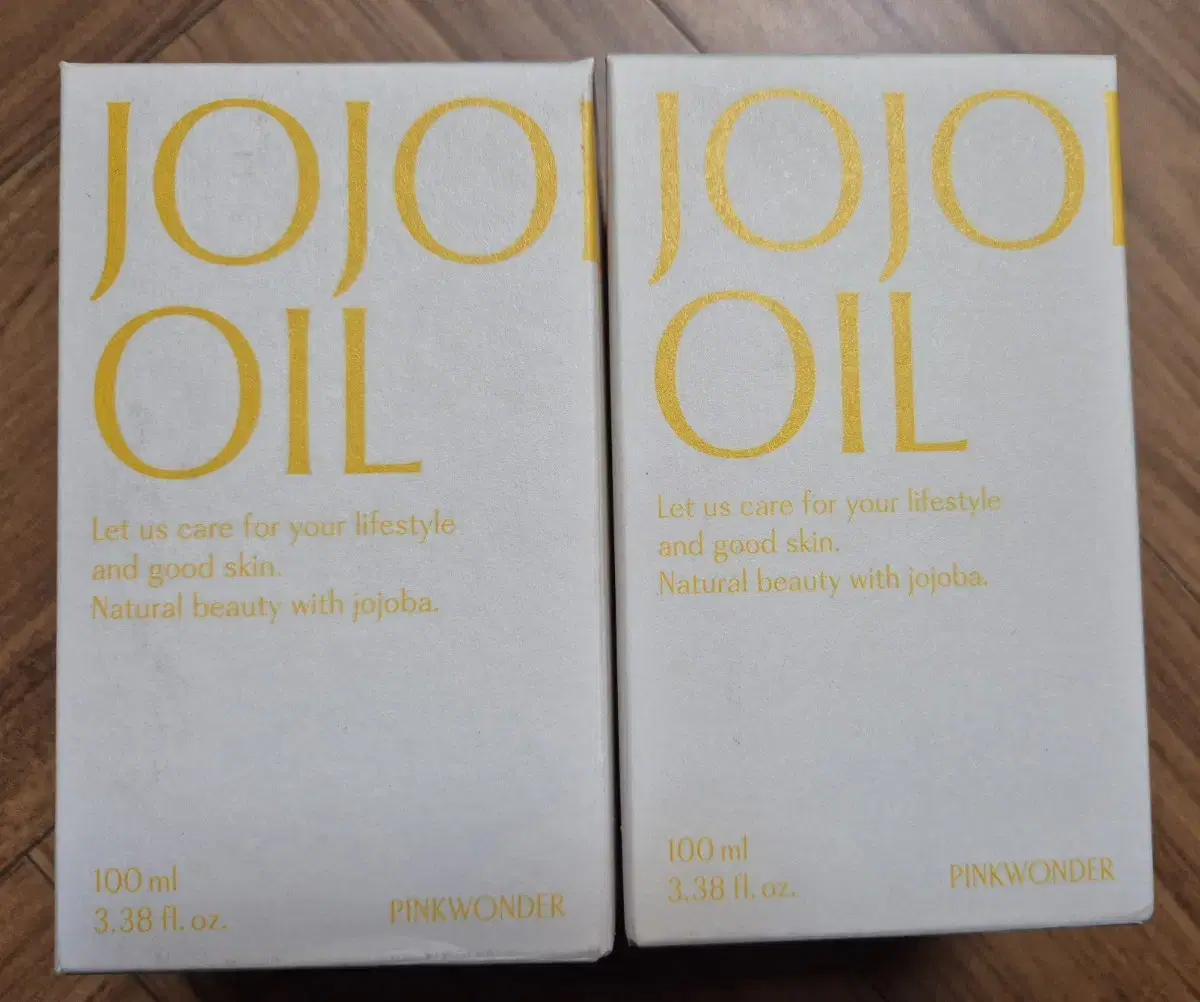 JOJO
OIL
Let us care for your lifestyle
and good skin.
Natural beauty with jojoba.
100 ml
3.38 fl. oz.
PINKWONDER
JOJO
OIL
Let us care for your lifestyle
and good skin.
Natural beauty with jojoba.
100 ml
3.38 fl. oz.
PINKWONDER